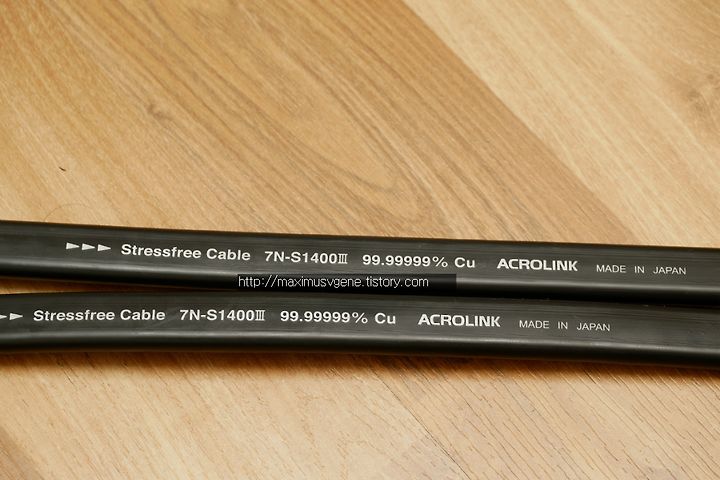 ►►► Stressfree Cable 7N-S1400Ⅲ 99.99999% Cu ACROLINK MADE IN JAPAN
http://maximusvgene.tistory.com
►► Stressfree Cable 7N-S1400Ⅲ 99.99999% Cu ACROLINK MADE IN JAPAN